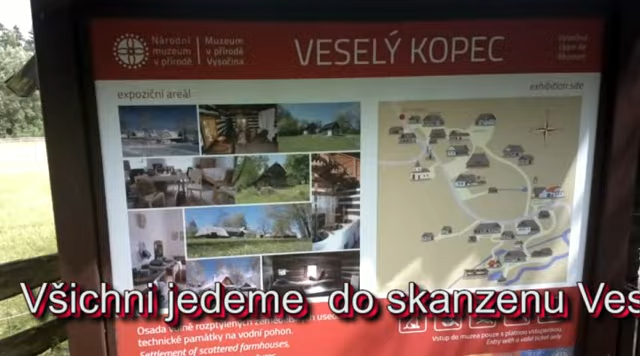 Národní
muzeum
v přírodě
Muzeum
v přírodě
Vysočina
VESELÝ KOPEC
expoziční areál
exhibition site
Všichni jedeme do skanzenu Ves
Osada volně rozptýlených
technické památky na vodní pohon.
Settlement of scattered farmhouses,
Vstup do muzea pouze s platnou vstupenkou.
Entry with a valid ticket only